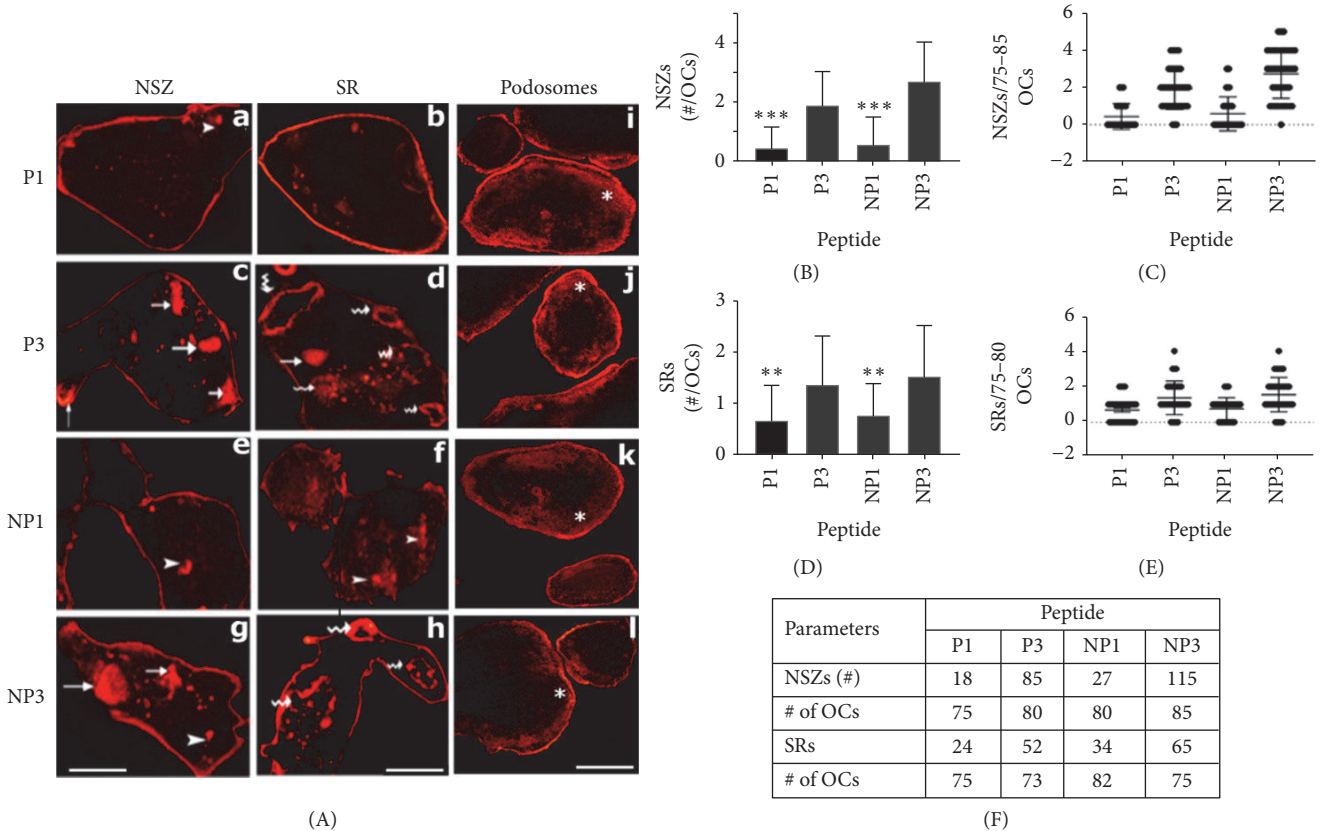 NSZ SR Podosomes
P1
a b i
*
P3
c d j
*
NP1
e f k
*
NP3
g h l
*
(A)
NSZs
(#/OCs)
4
2
0
*** ***
P1 P3 NP1 NP3
Peptide
(B)
NSZs/75–85
OCs
6
4
2
0
−2
P1 P3 NP1 NP3
Peptide
(C)
SRs
(#/OCs)
3
2
1
0
** **
P1 P3 NP1 NP3
Peptide
(D)
SRs/75–80
OCs
6
4
2
0
−2
P1 P3 NP1 NP3
Peptide
(E)
Parameters Peptide
P1 P3 NP1 NP3
NSZs (#) 18 85 27 115
# of OCs 75 80 80 85
SRs 24 52 34 65
# of OCs 75 73 82 75
(F)